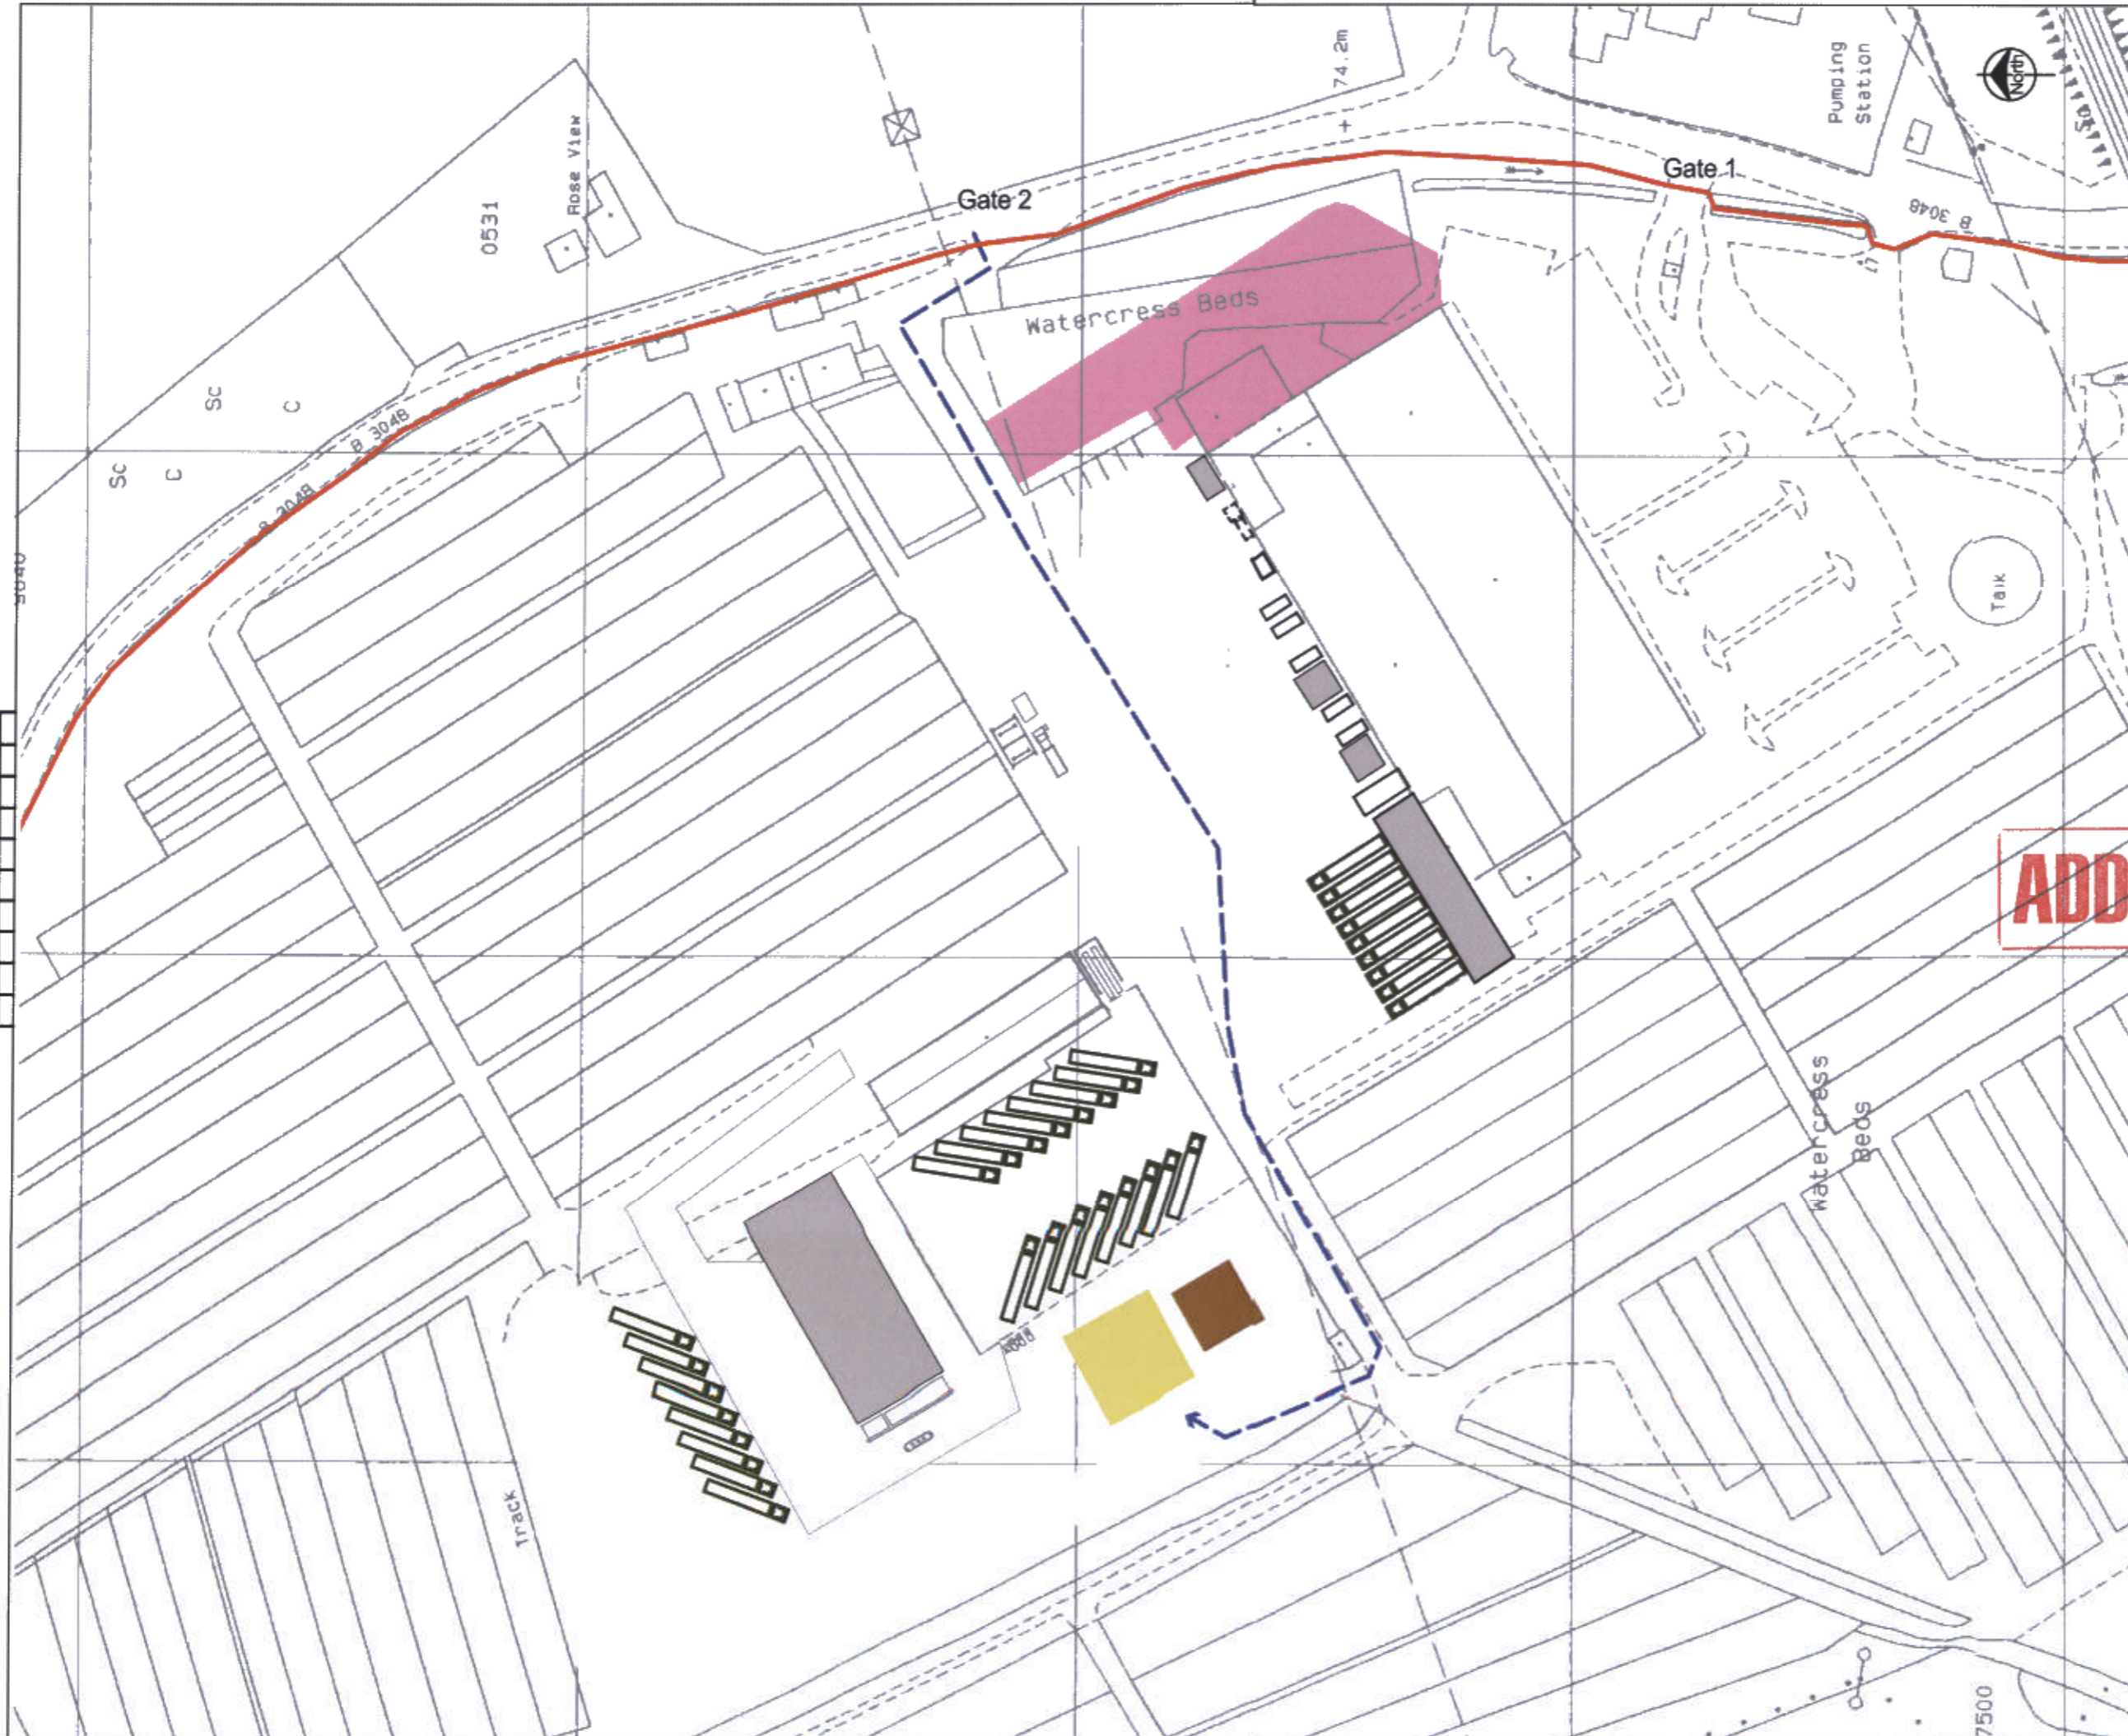 74.2m
Pumping
Station
North
Rose View
0531
Gate 2
Gate 1
B 3048
Watercress Beds
Sc
C
B 3048
Sc
C
B 3048
Tank
ADD
Watercress
Beds
Track
7500